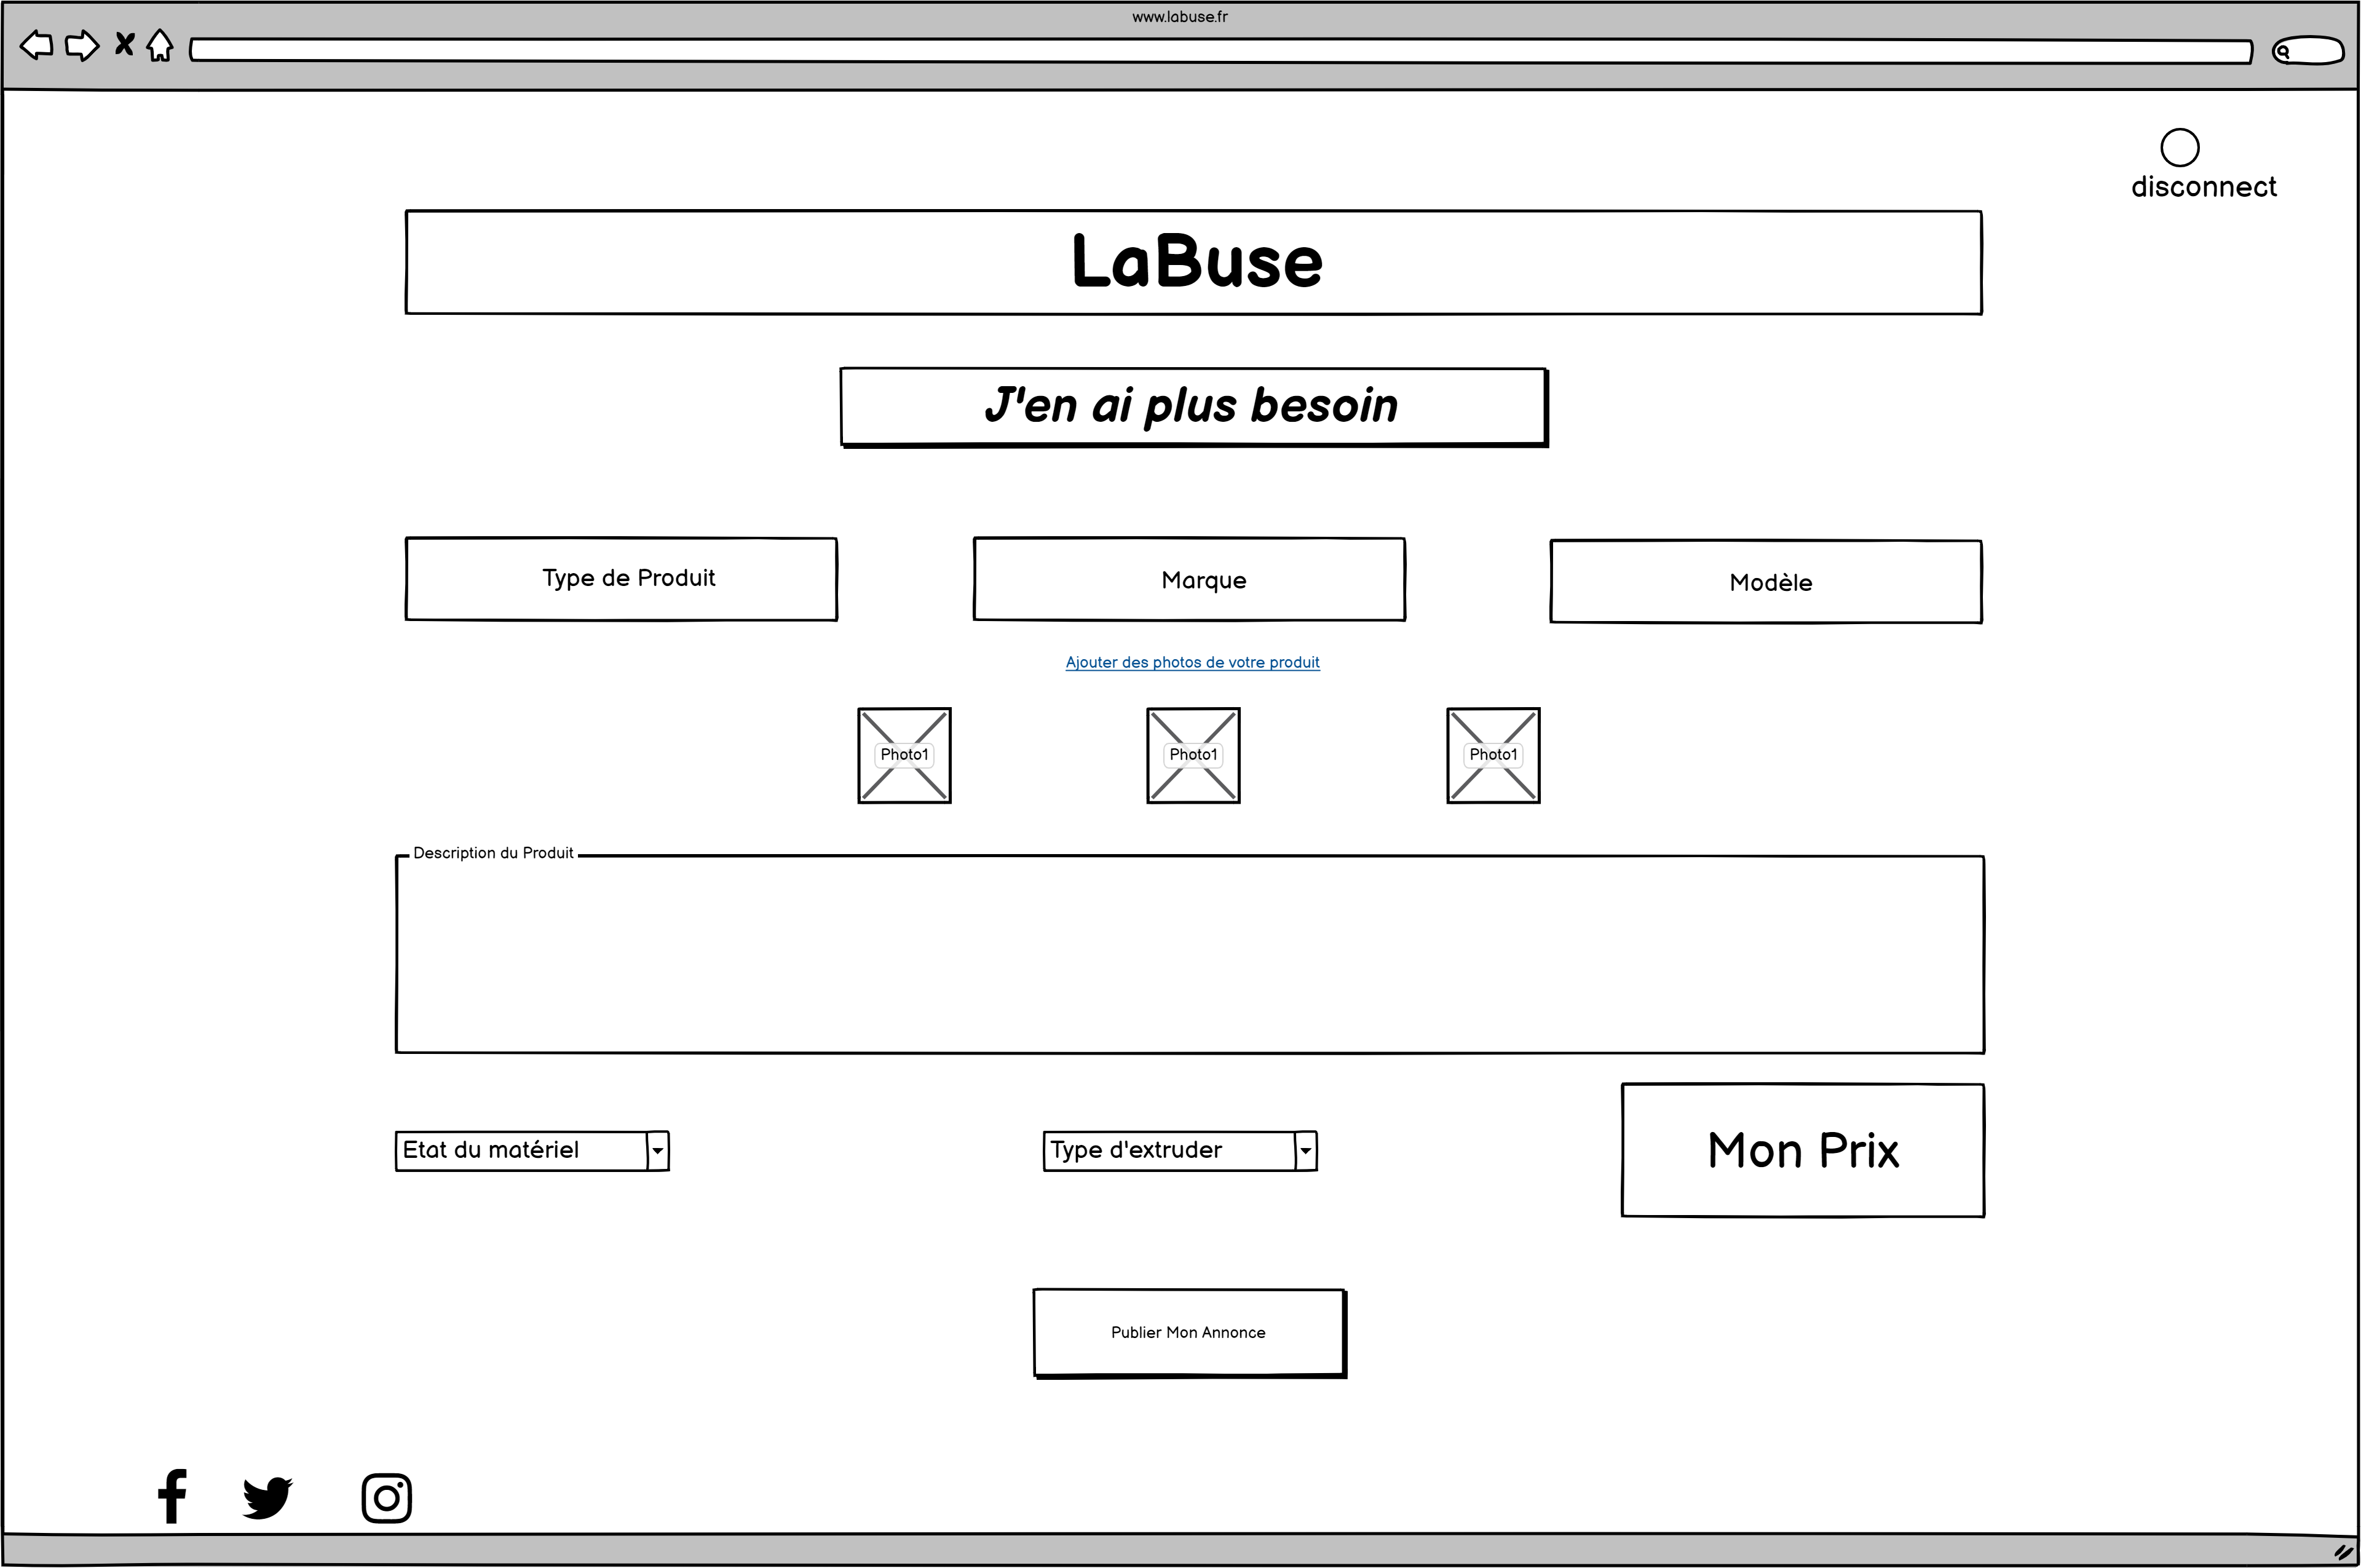 www.labuse.fr
disconnect
LaBuse
J'en ai plus besoin
Type de Produit
Marque
Modèle
Ajouter des photos de votre produit
Photo1
Photo1
Photo1
Description du Produit
Etat du matériel
Type d'extruder
Mon Prix
Publier Mon Annonce